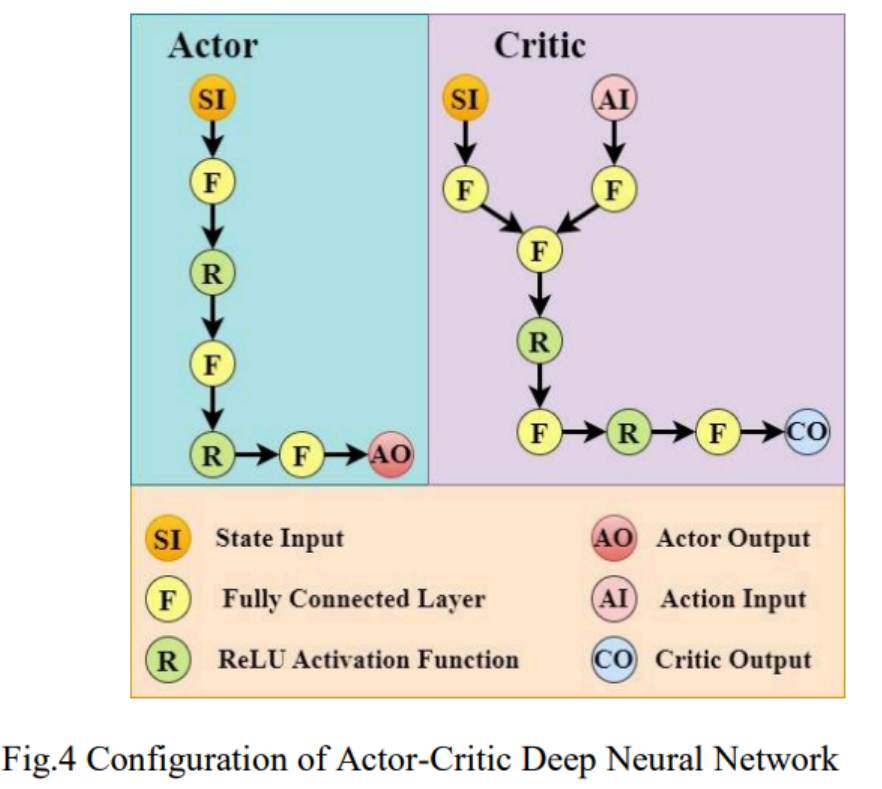 Actor
SI
F
R
F
R F AO
Critic
SI AI
F F
F
R
F R F CO
SI State Input
F Fully Connected Layer
R ReLU Activation Function
AO Actor Output
AI Action Input
CO Critic Output
Fig.4 Configuration of Actor-Critic Deep Neural Network